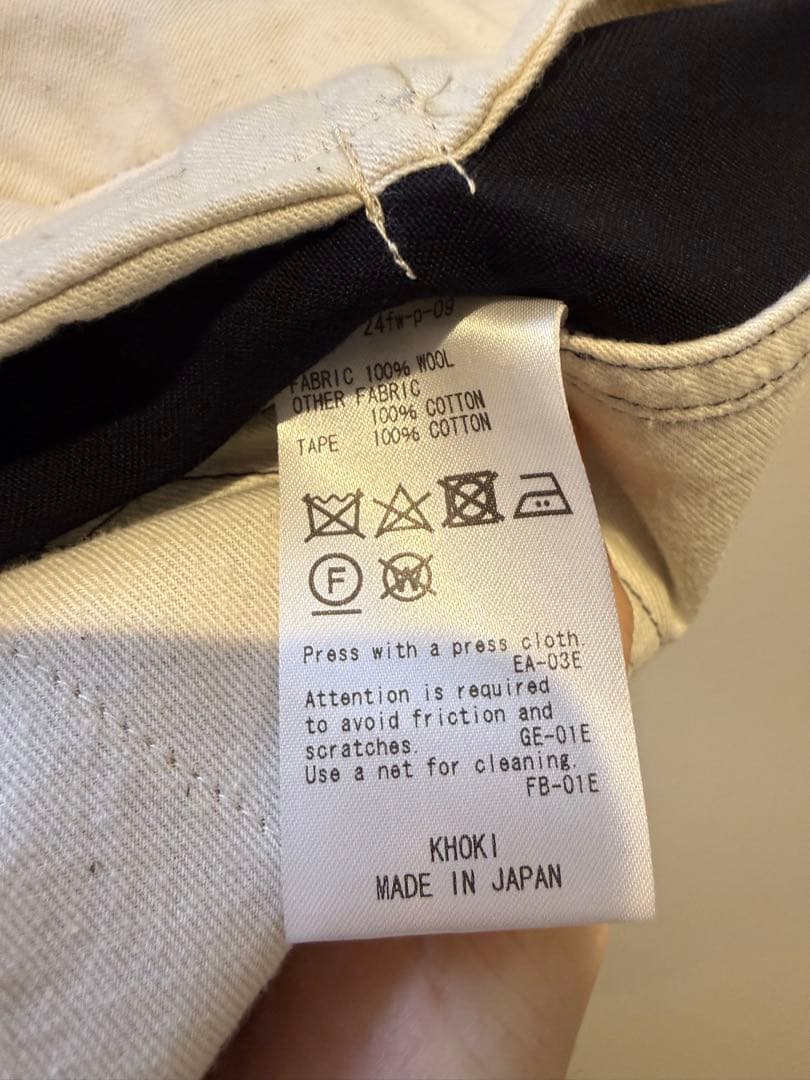 24fw-p-09
FABRIC 100% WOOL
OTHER FABRIC
100% COTTON
TAPE 100% COTTON
F W
Press with a press cloth
EA-03E
Attention is required
to avoid friction and
scratches. GE-01E
Use a net for cleaning.
FB-01E
KHOKI
MADE IN JAPAN